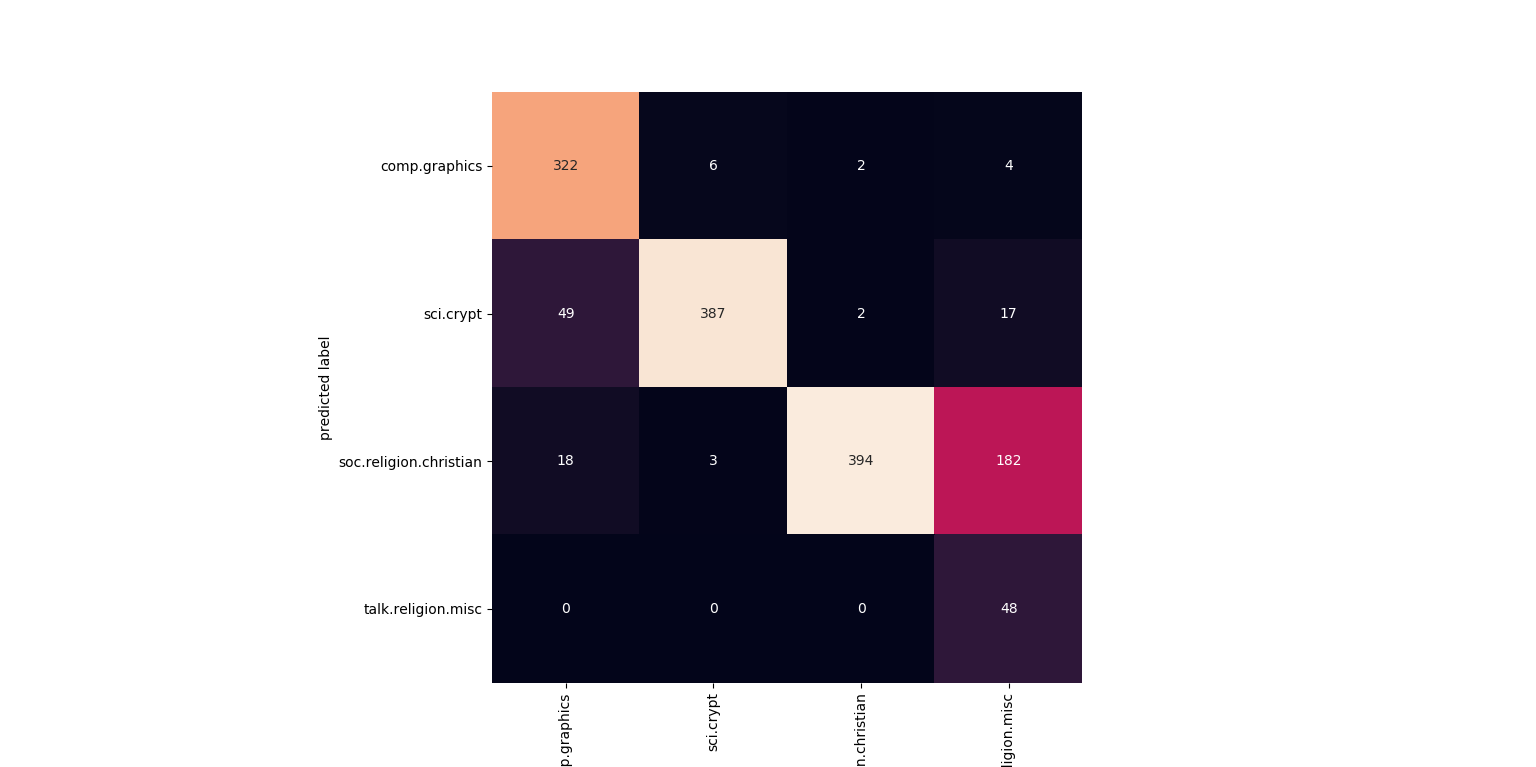 comp.graphics 322 6 2 4
sci.crypt 49 387 2 17
predicted label
soc.religion.christian 18 3 394 182
talk.religion.misc 0 0 0 48
p.graphics
sci.crypt
n.christian
ligion.misc